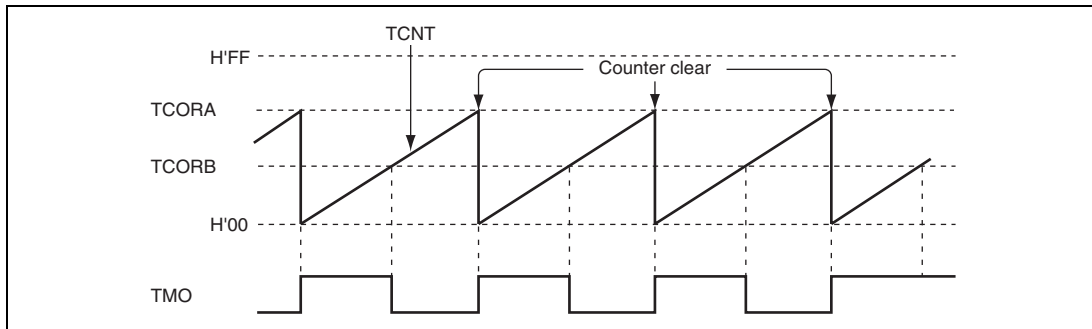 TCNT
H'FF
Counter clear
TCORA
TCORB
H'00
TMO